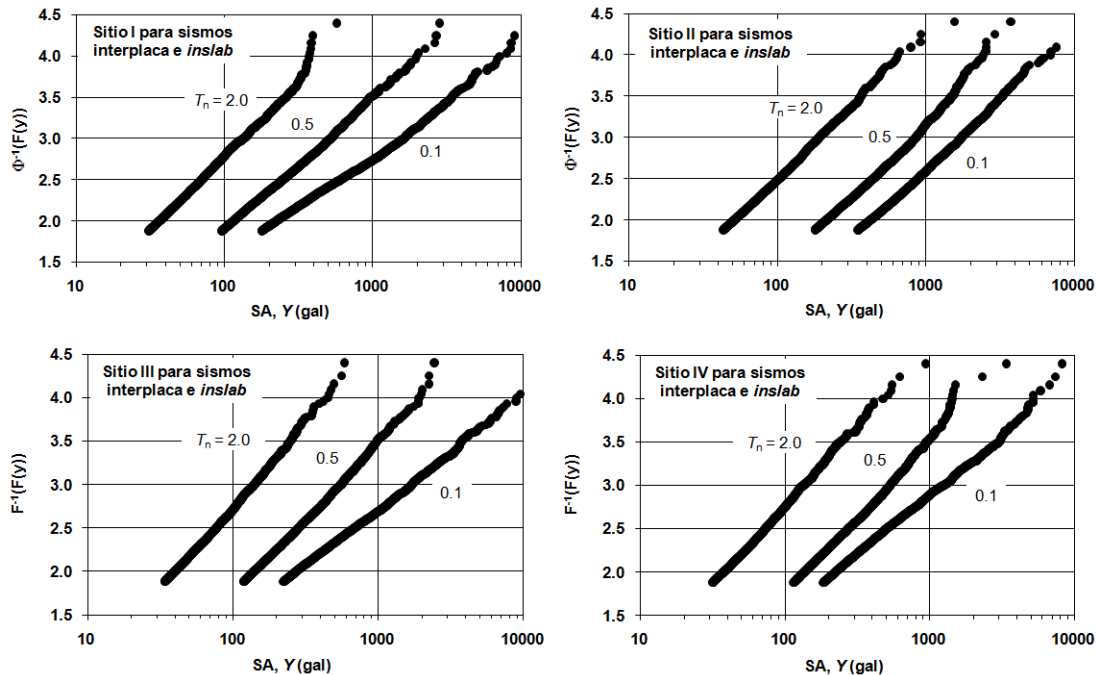 Sitio I para sismos
interplaca e inslab
Tn = 2.0
0.5
0.1
Φ-1(F(y))
4.5
4.0
3.5
3.0
2.5
2.0
1.5
10
100
1000
10000
SA, Y (gal)
Sitio II para sismos
interplaca e inslab
Tn = 2.0
0.5
0.1
Φ-1(F(y))
4.5
4.0
3.5
3.0
2.5
2.0
1.5
10
100
1000
10000
SA, Y (gal)
Sitio III para sismos
interplaca e inslab
Tn = 2.0
0.5
0.1
F-1(F(y))
4.5
4.0
3.5
3.0
2.5
2.0
1.5
10
100
1000
10000
SA, Y (gal)
Sitio IV para sismos
interplaca e inslab
Tn = 2.0
0.5
0.1
F-1(F(y))
4.5
4.0
3.5
3.0
2.5
2.0
1.5
10
100
1000
10000
SA, Y (gal)